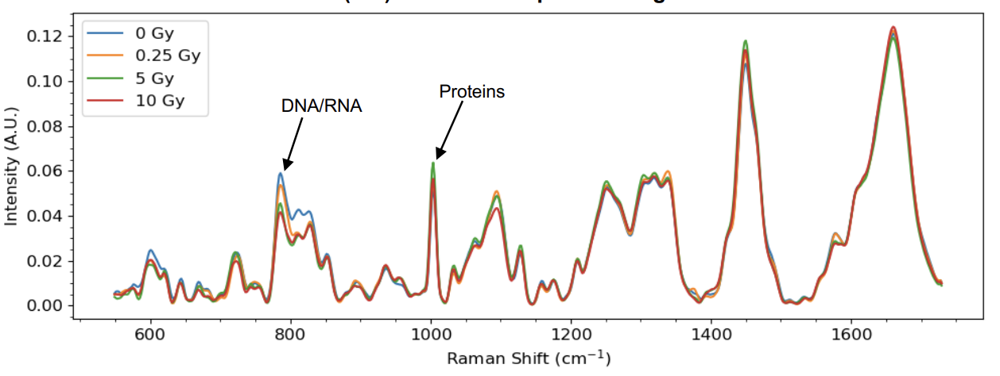 0 Gy
0.25 Gy
5 Gy
10 Gy
DNA/RNA
Proteins
Intensity (A.U.)
0.12
0.10
0.08
0.06
0.04
0.02
0.00
600 800 1000 1200 1400 1600
Raman Shift (cm⁻¹)